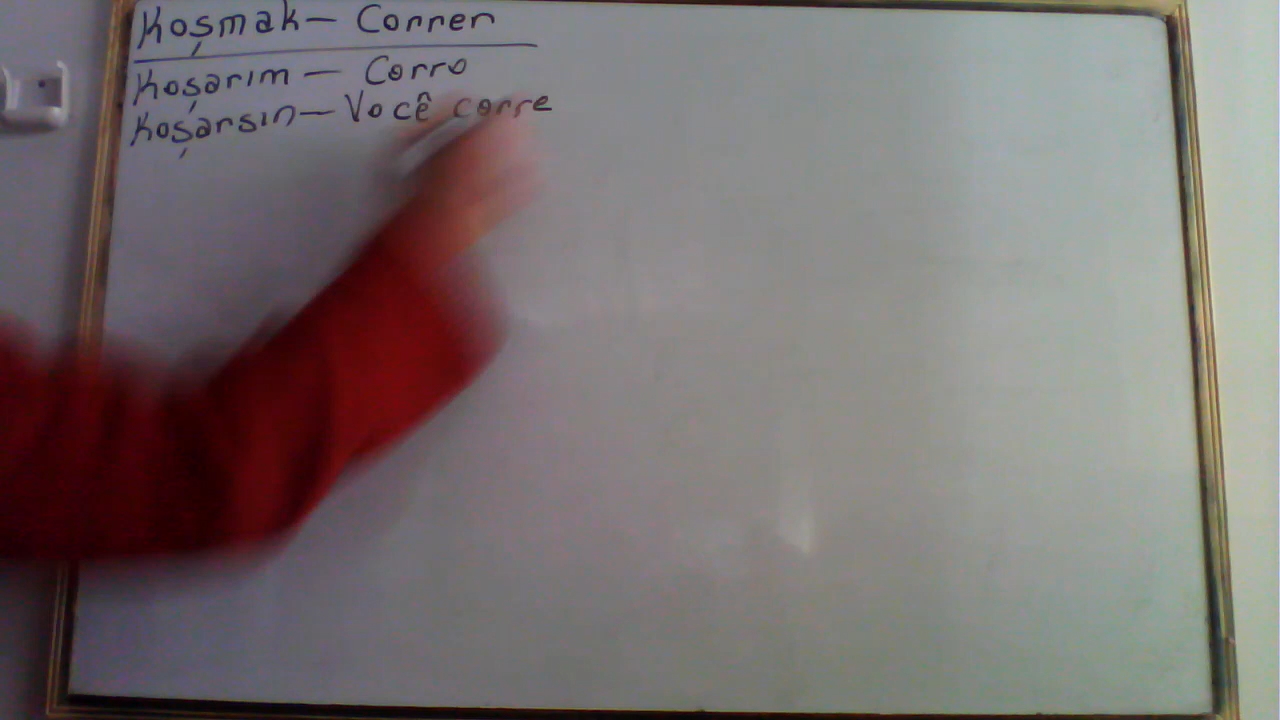 Koşmak — Correr
Koşarım — Corro
Koşarsın — Você corre